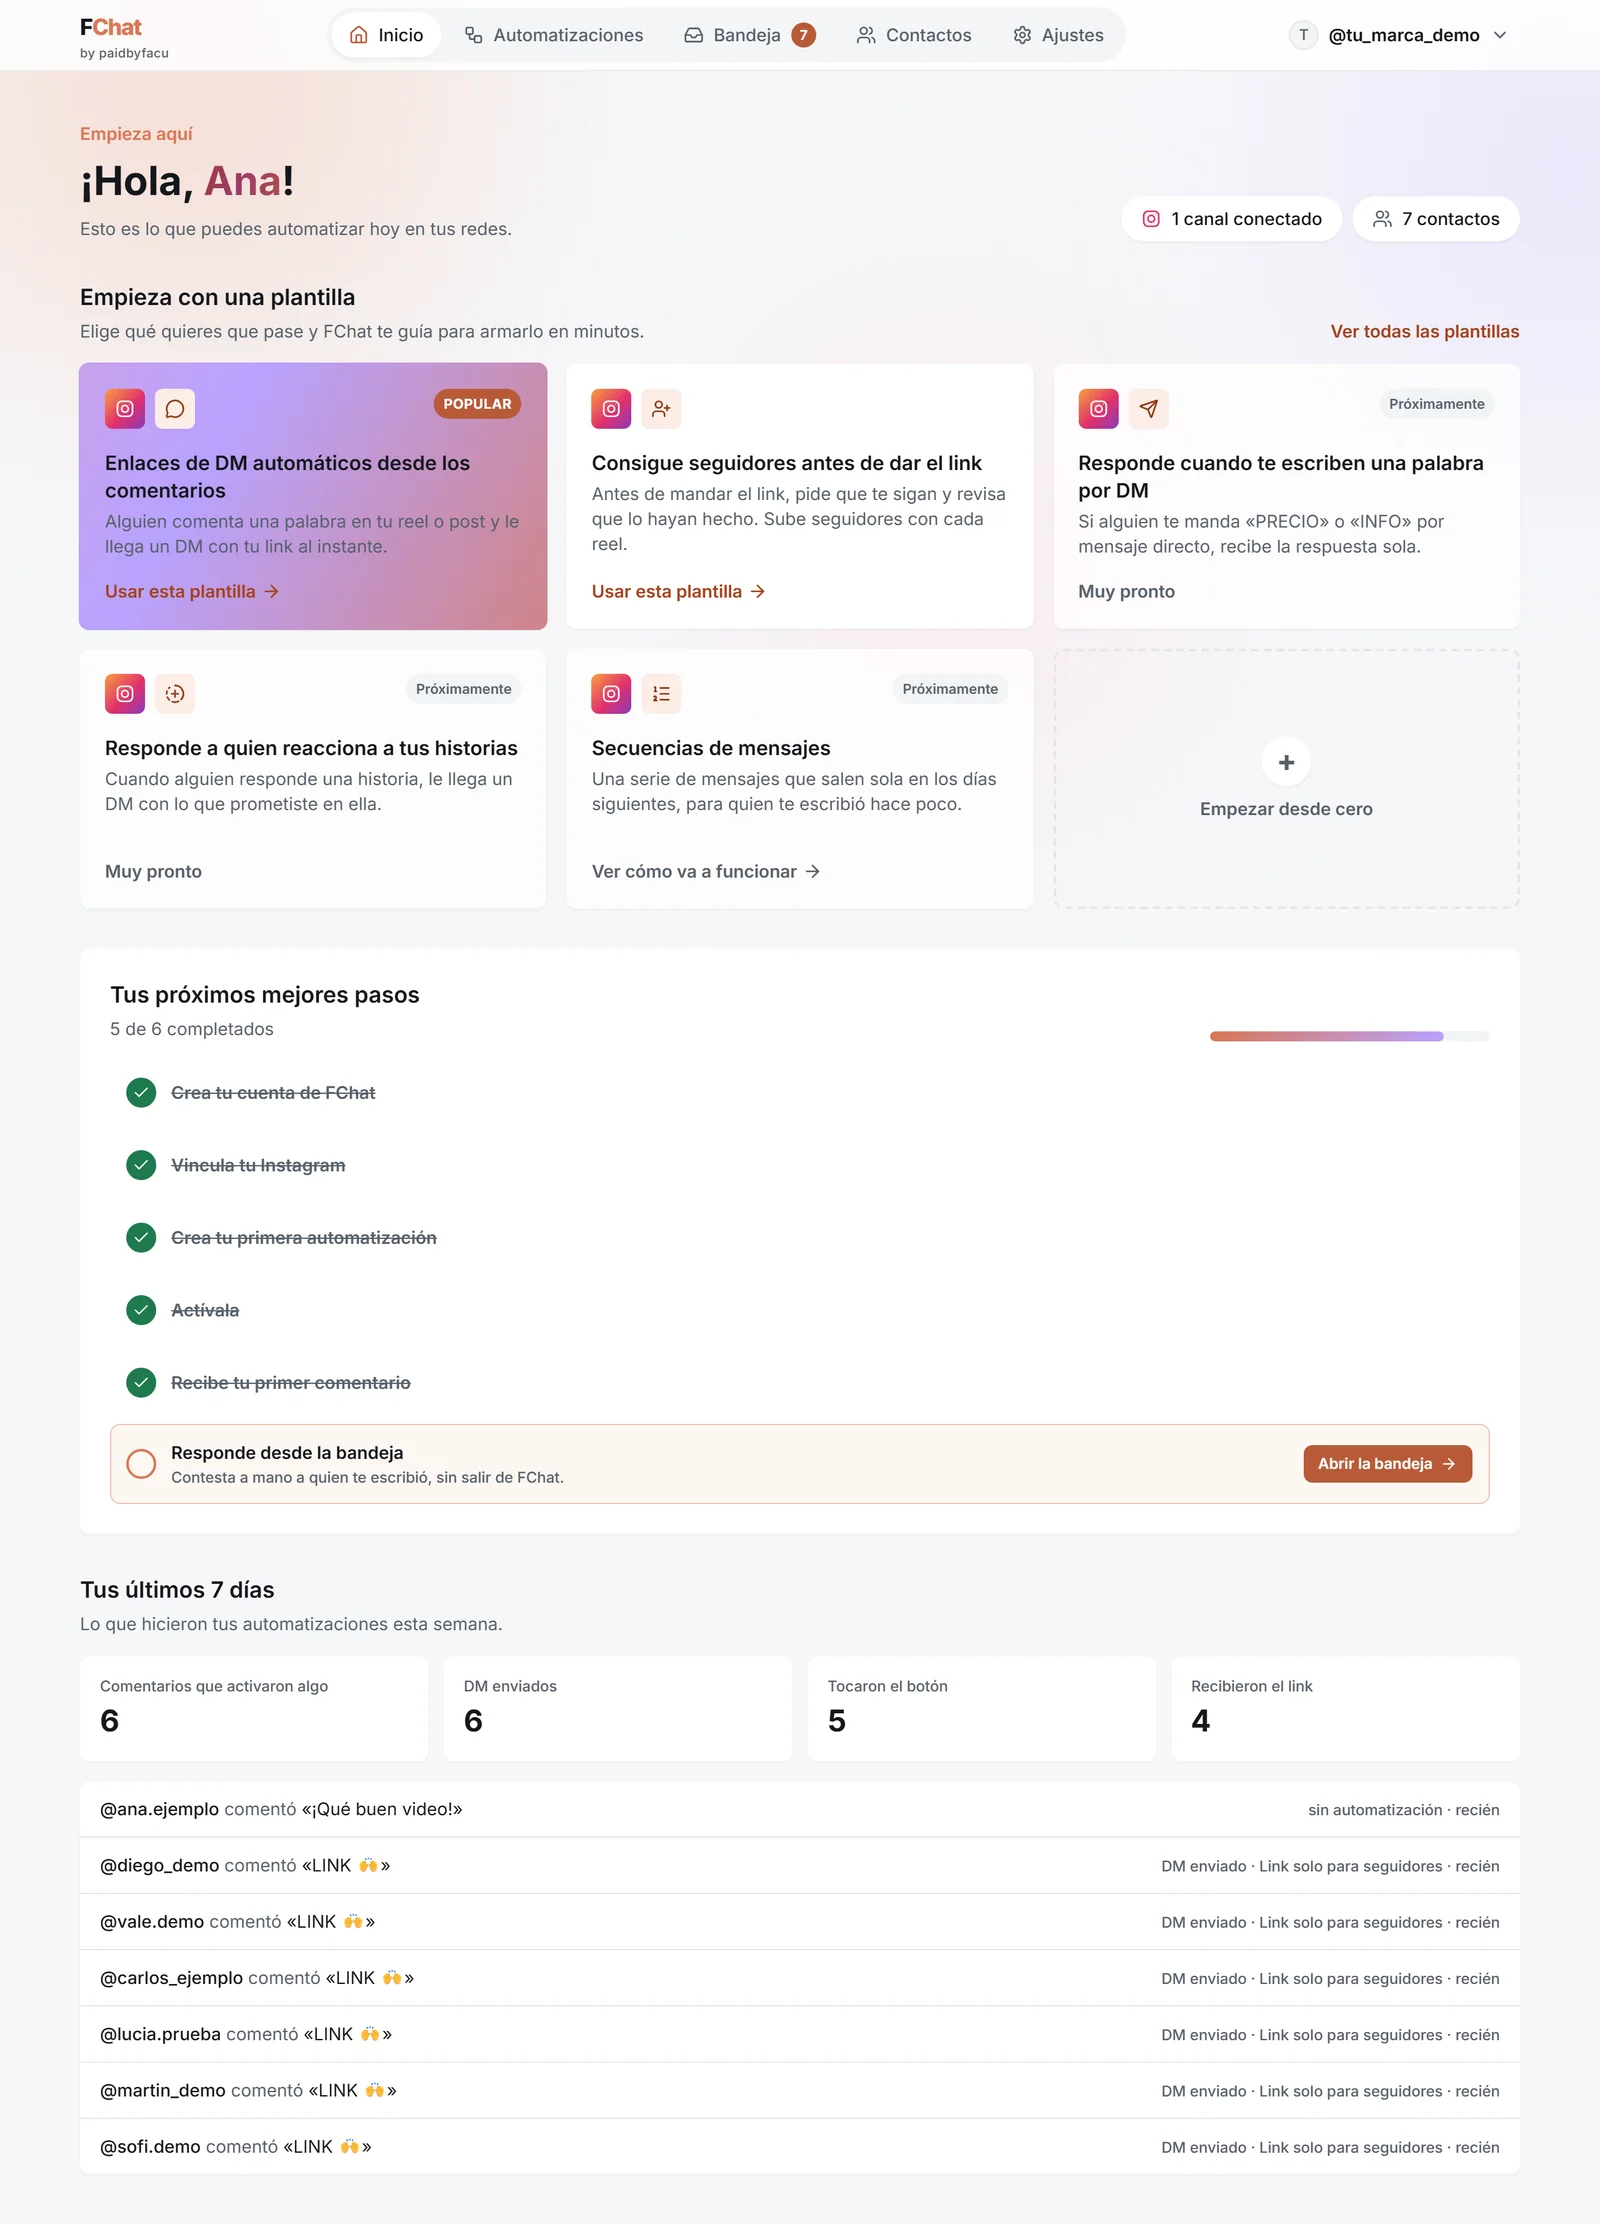 FChat
by paidbyfacu
Inicio
Automatizaciones
Bandeja 7
Contactos
Ajustes
T @tu_marca_demo
Empieza aquí
¡Hola, Ana!
Esto es lo que puedes automatizar hoy en tus redes.
1 canal conectado
7 contactos
Empieza con una plantilla
Elige qué quieres que pase y FChat te guía para armarlo en minutos.
Ver todas las plantillas
POPULAR
Enlaces de DM automáticos desde los
comentarios
Alguien comenta una palabra en tu reel o post y le
llega un DM con tu link al instante.
Usar esta plantilla →
Consigue seguidores antes de dar el link
Antes de mandar el link, pide que te sigan y revisa
que lo hayan hecho. Sube seguidores con cada
reel.
Usar esta plantilla →
Próximamente
Responde cuando te escriben una palabra
por DM
Si alguien te manda «PRECIO» o «INFO» por
mensaje directo, recibe la respuesta sola.
Muy pronto
Próximamente
Responde a quien reacciona a tus historias
Cuando alguien responde una historia, le llega un
DM con lo que prometiste en ella.
Muy pronto
Próximamente
Secuencias de mensajes
Una serie de mensajes que salen sola en los días
siguientes, para quien te escribió hace poco.
Ver cómo va a funcionar →
+
Empezar desde cero
Tus próximos mejores pasos
5 de 6 completados
Crea tu cuenta de FChat
Vincula tu Instagram
Crea tu primera automatización
Actívala
Recibe tu primer comentario
Responde desde la bandeja
Contesta a mano a quien te escribió, sin salir de FChat.
Abrir la bandeja →
Tus últimos 7 días
Lo que hicieron tus automatizaciones esta semana.
Comentarios que activaron algo
6
DM enviados
6
Tocaron el botón
5
Recibieron el link
4
@ana.ejemplo comentó «¡Qué buen video!»
sin automatización · recién
@diego_demo comentó «LINK 🙌»
DM enviado · Link solo para seguidores · recién
@vale.demo comentó «LINK 🙌»
DM enviado · Link solo para seguidores · recién
@carlos_ejemplo comentó «LINK 🙌»
DM enviado · Link solo para seguidores · recién
@lucia.prueba comentó «LINK 🙌»
DM enviado · Link solo para seguidores · recién
@martin_demo comentó «LINK 🙌»
DM enviado · Link solo para seguidores · recién
@sofi.demo comentó «LINK 🙌»
DM enviado · Link solo para seguidores · recién